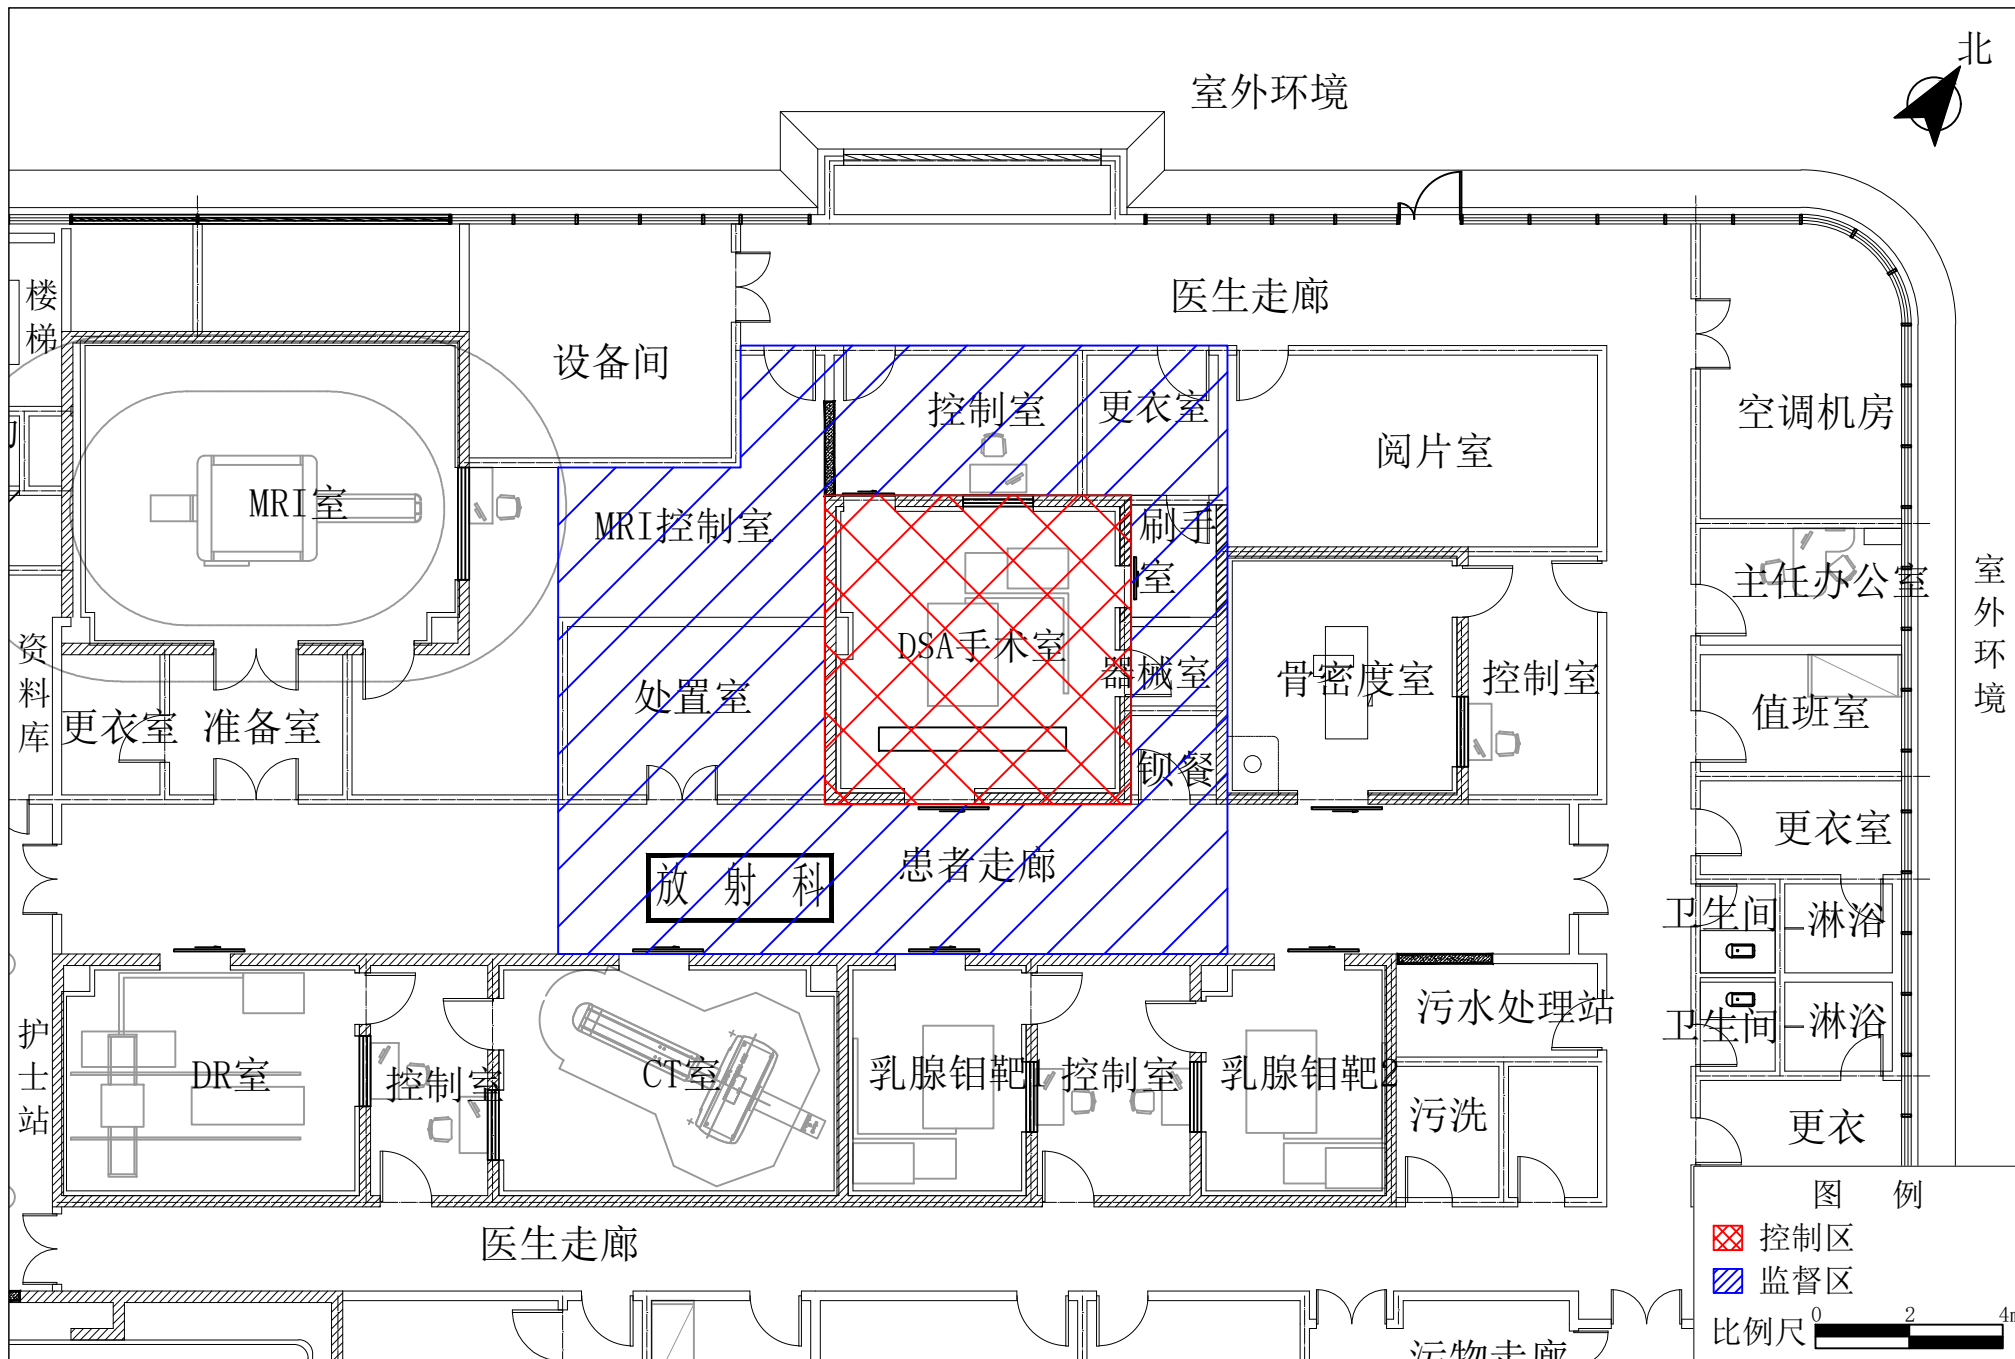 北
室外环境
医生走廊
楼梯
设备间
控制室
更衣室
阅片室
空调机房
MRI室
MRI控制室
刷手室
主任办公室
室外环境
DSA手术室
器械室
骨密度室
控制室
资料库
更衣室
准备室
处置室
值班室
钡餐
更衣室
患者走廊
放射科
卫生间
淋浴
污水处理站
卫生间
淋浴
护士站
DR室
控制室
CT室
乳腺钼靶1
控制室
乳腺钼靶2
污洗
更衣
医生走廊
图例
控制区
监督区
比例尺
0 2 4m
污物走廊